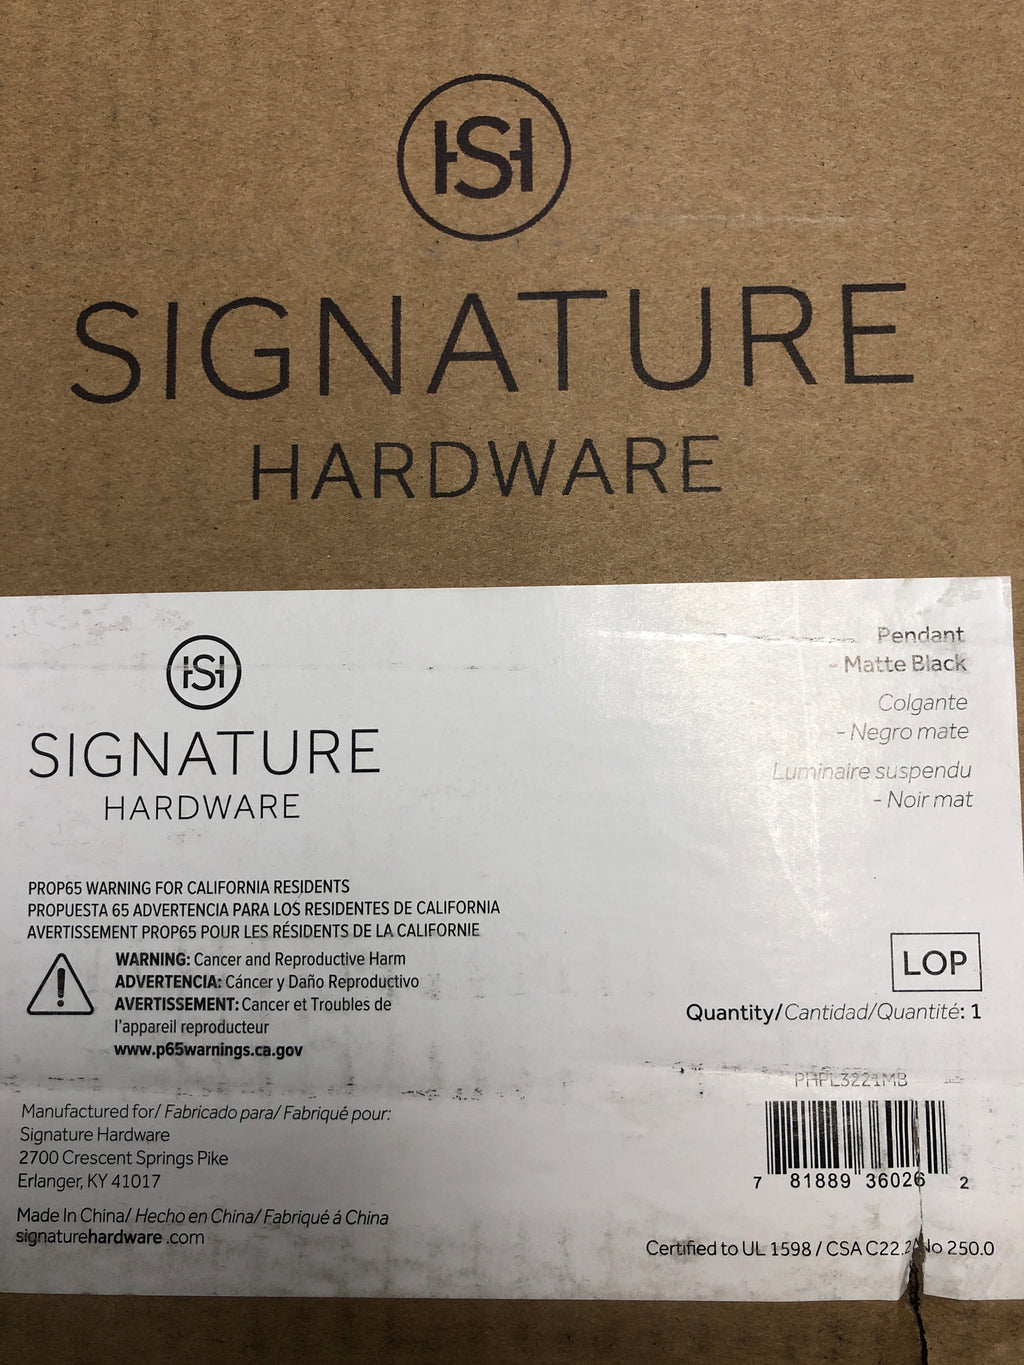 HSH
SIGNATURE
HARDWARE
HSH
SIGNATURE
HARDWARE
Pendant
- Matte Black
Colgante
- Negro mate
Luminaire suspendu
- Noir mat
PROP65 WARNING FOR CALIFORNIA RESIDENTS
PROPUESTA 65 ADVERTENCIA PARA LOS RESIDENTES DE CALIFORNIA
AVERTISSEMENT PROP65 POUR LES RÉSIDENTS DE LA CALIFORNIE
WARNING: Cancer and Reproductive Harm
ADVERTENCIA: Cáncer y Daño Reproductivo
AVERTISSEMENT: Cancer et Troubles de
l'appareil reproducteur
www.p65warnings.ca.gov
LOP
Quantity/Cantidad/Quantité: 1
PHPL3221MB
7 81889 36026 2
Manufactured for/ Fabricado para/ Fabriqué pour:
Signature Hardware
2700 Crescent Springs Pike
Erlanger, KY 41017
Made In China/ Hecho en China/ Fabriqué á China
signaturehardware.com
Certified to UL 1598 / CSA C22.2 No 250.0